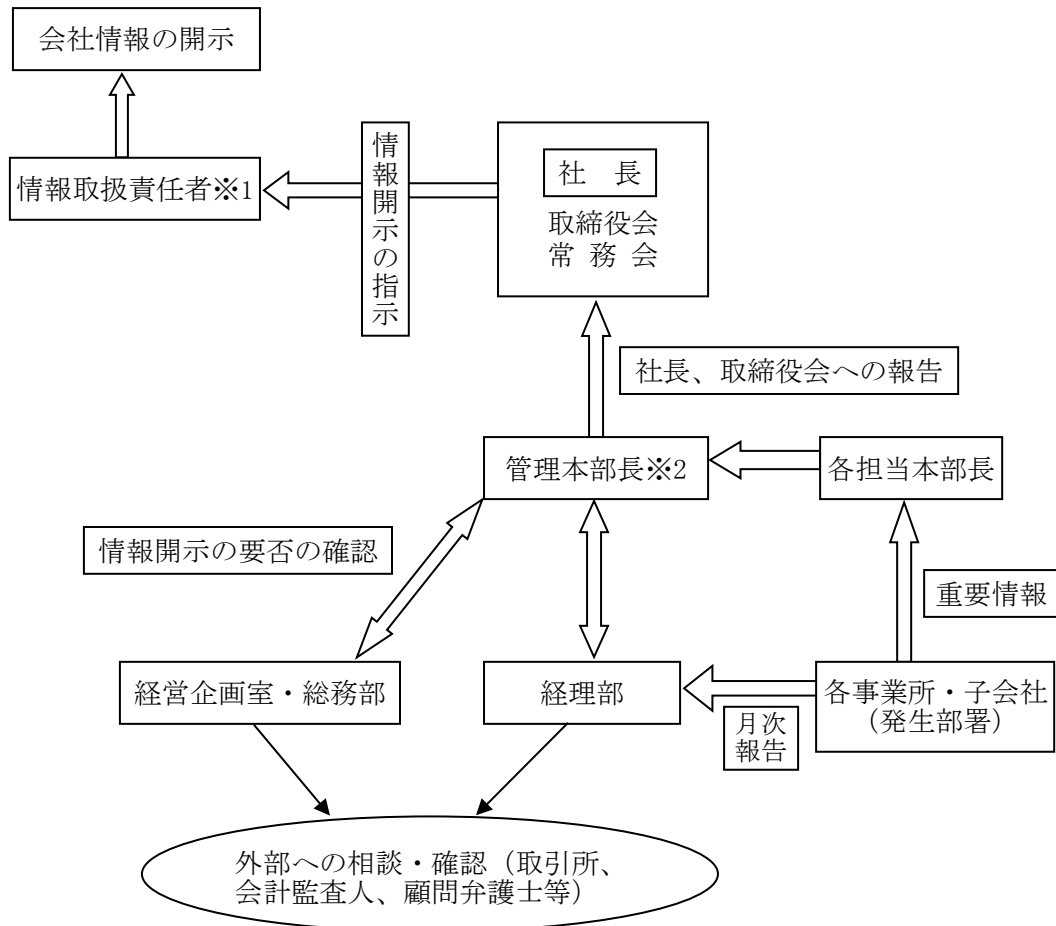 会社情報の開示
情報取扱責任者※1
情報開示の指示
社　長
取締役会
常 務 会
社長、取締役会への報告
管理本部長※2
各担当本部長
情報開示の要否の確認
重要情報
経営企画室・総務部
経理部
各事業所・子会社
（発生部署）
月次
報告
外部への相談・確認（取引所、
会計監査人、顧問弁護士等）